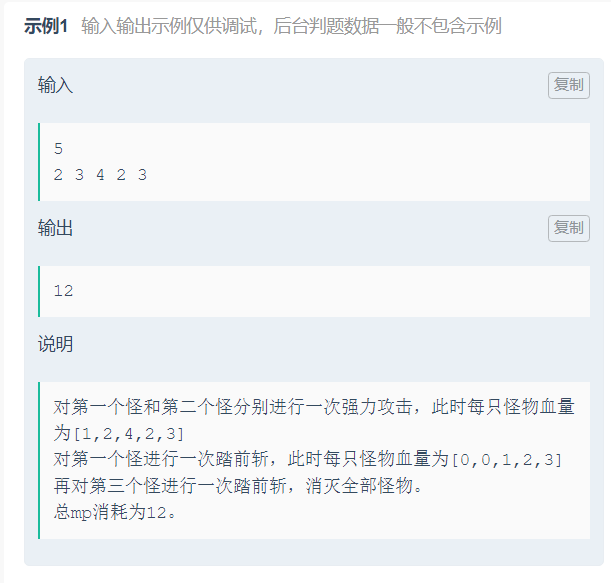 示例1 输入输出示例仅供调试，后台判题数据一般不包含示例
输入
复制
5
2 3 4 2 3
输出
复制
12
说明
对第一个怪和第二个怪分别进行一次强力攻击，此时每只怪物血量
为[1,2,4,2,3]
对第一个怪进行一次踏前斩，此时每只怪物血量为[0,0,1,2,3]
再对第三个怪进行一次踏前斩，消灭全部怪物。
总mp消耗为12。